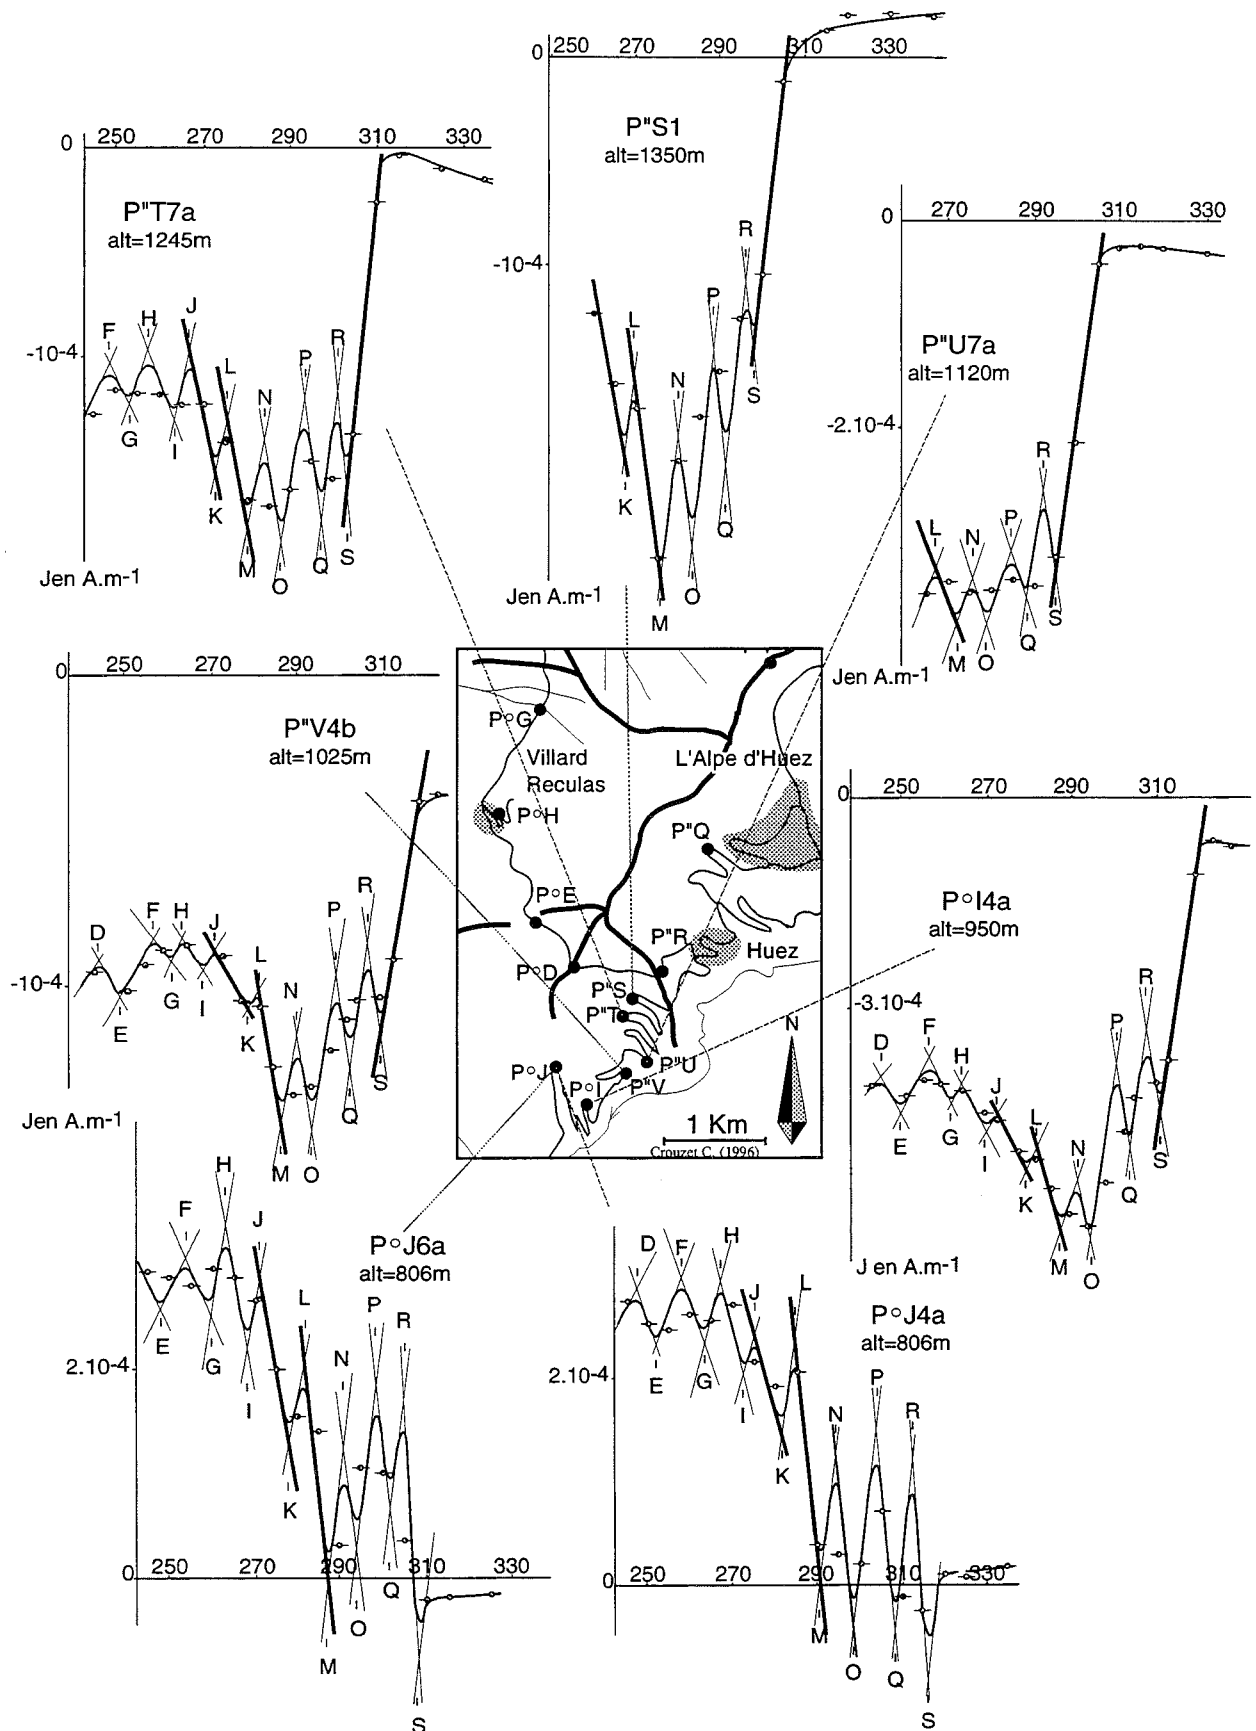 0 250 270 290 310 330
P"S1
alt=1350m
-10-4
R
P
L
N
K
Q
S
M
O
Jen A.m-1
0 250 270 290 310 330
P"T7a
alt=1245m
-10-4
F H J
L
N
P
R
G
I
K
M
O
Q
S
Jen A.m-1
0 270 290 310 330
P"U7a
alt=1120m
-2.10-4
R
P
L N
S
Q
M O
Jen A.m-1
0 250 270 290 310
P"V4b
alt=1025m
-10-4
D F H J
L
N
P
R
E
G
I
K
M O
Q
S
Jen A.m-1
P°G
Villard
Reculas
L'Alpe d'Huez
P°H
P"Q
P°E
P"R
Huez
P°D
P"S
P"T
N
P"U
P°J
P°I
P"V
1 Km
Crouzet C. (1996)
0 250 270 290 310
P°I4a
alt=950m
-3.10-4
D F H
J
L
N
P
R
E
G
I
K
M
O
Q
S
J en A.m-1
P°J6a
alt=806m
H
F
J
L
N
P
R
E
G
I
K
2.10-4
0 250 270 290 310 330
Q
O
M
S
P°J4a
alt=806m
D F H
J
L
N
P
R
E
G
I
K
2.10-4
0 250 270 290 310 330
M
O
Q
S